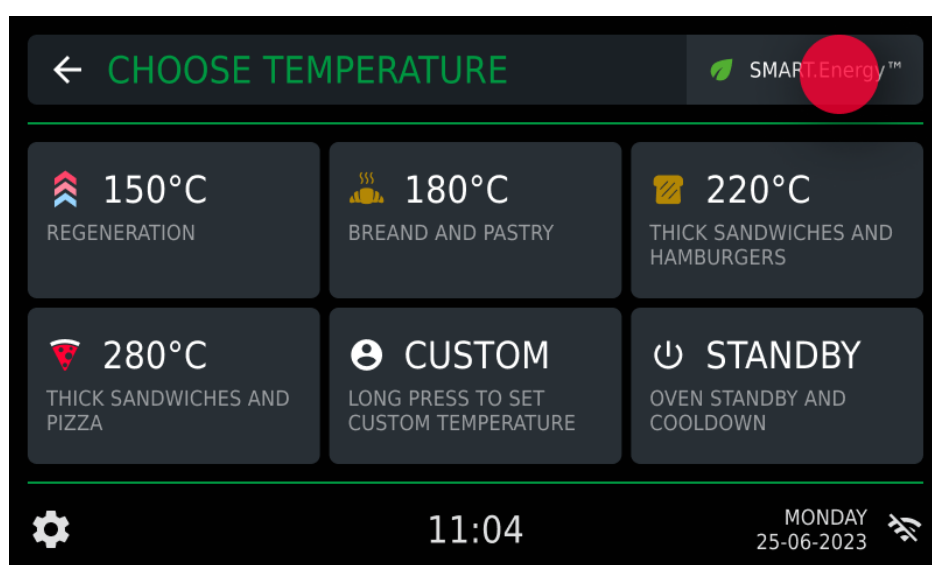 CHOOSE TEMPERATURE
SMART.Energy™
150°C
REGENERATION
180°C
BREAND AND PASTRY
220°C
THICK SANDWICHES AND
HAMBURGERS
280°C
THICK SANDWICHES AND
PIZZA
CUSTOM
LONG PRESS TO SET
CUSTOM TEMPERATURE
STANDBY
OVEN STANDBY AND
COOLDOWN
11:04
MONDAY
25-06-2023